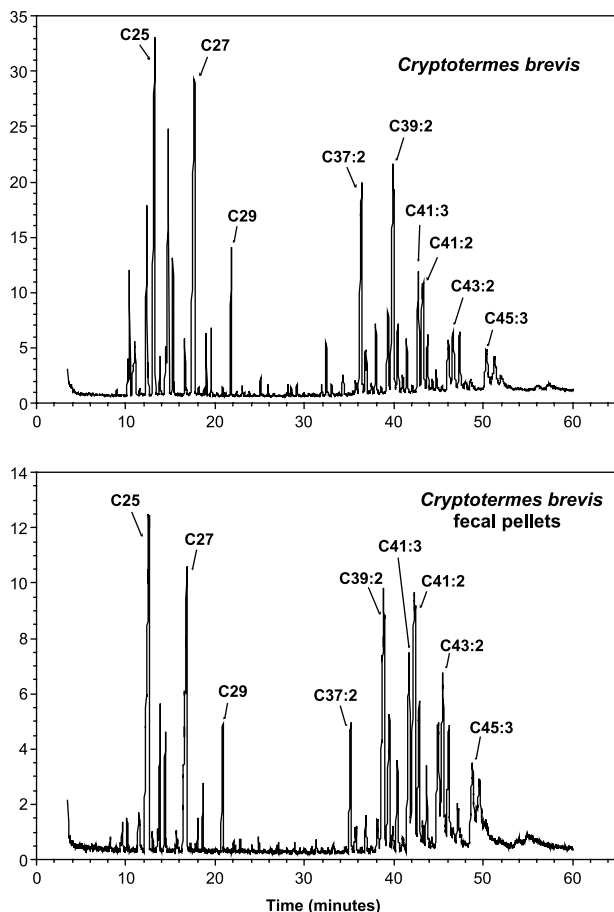 35
30
25
20
15
10
5
0
C25
C27
Cryptotermes brevis
C39:2
C37:2
C41:3
C41:2
C29
C43:2
C45:3
0 10 20 30 40 50 60
14
12
10
8
6
4
2
0
C25
Cryptotermes brevis
fecal pellets
C27
C41:3
C39:2
C41:2
C43:2
C29
C37:2
C45:3
0 10 20 30 40 50 60
Time (minutes)